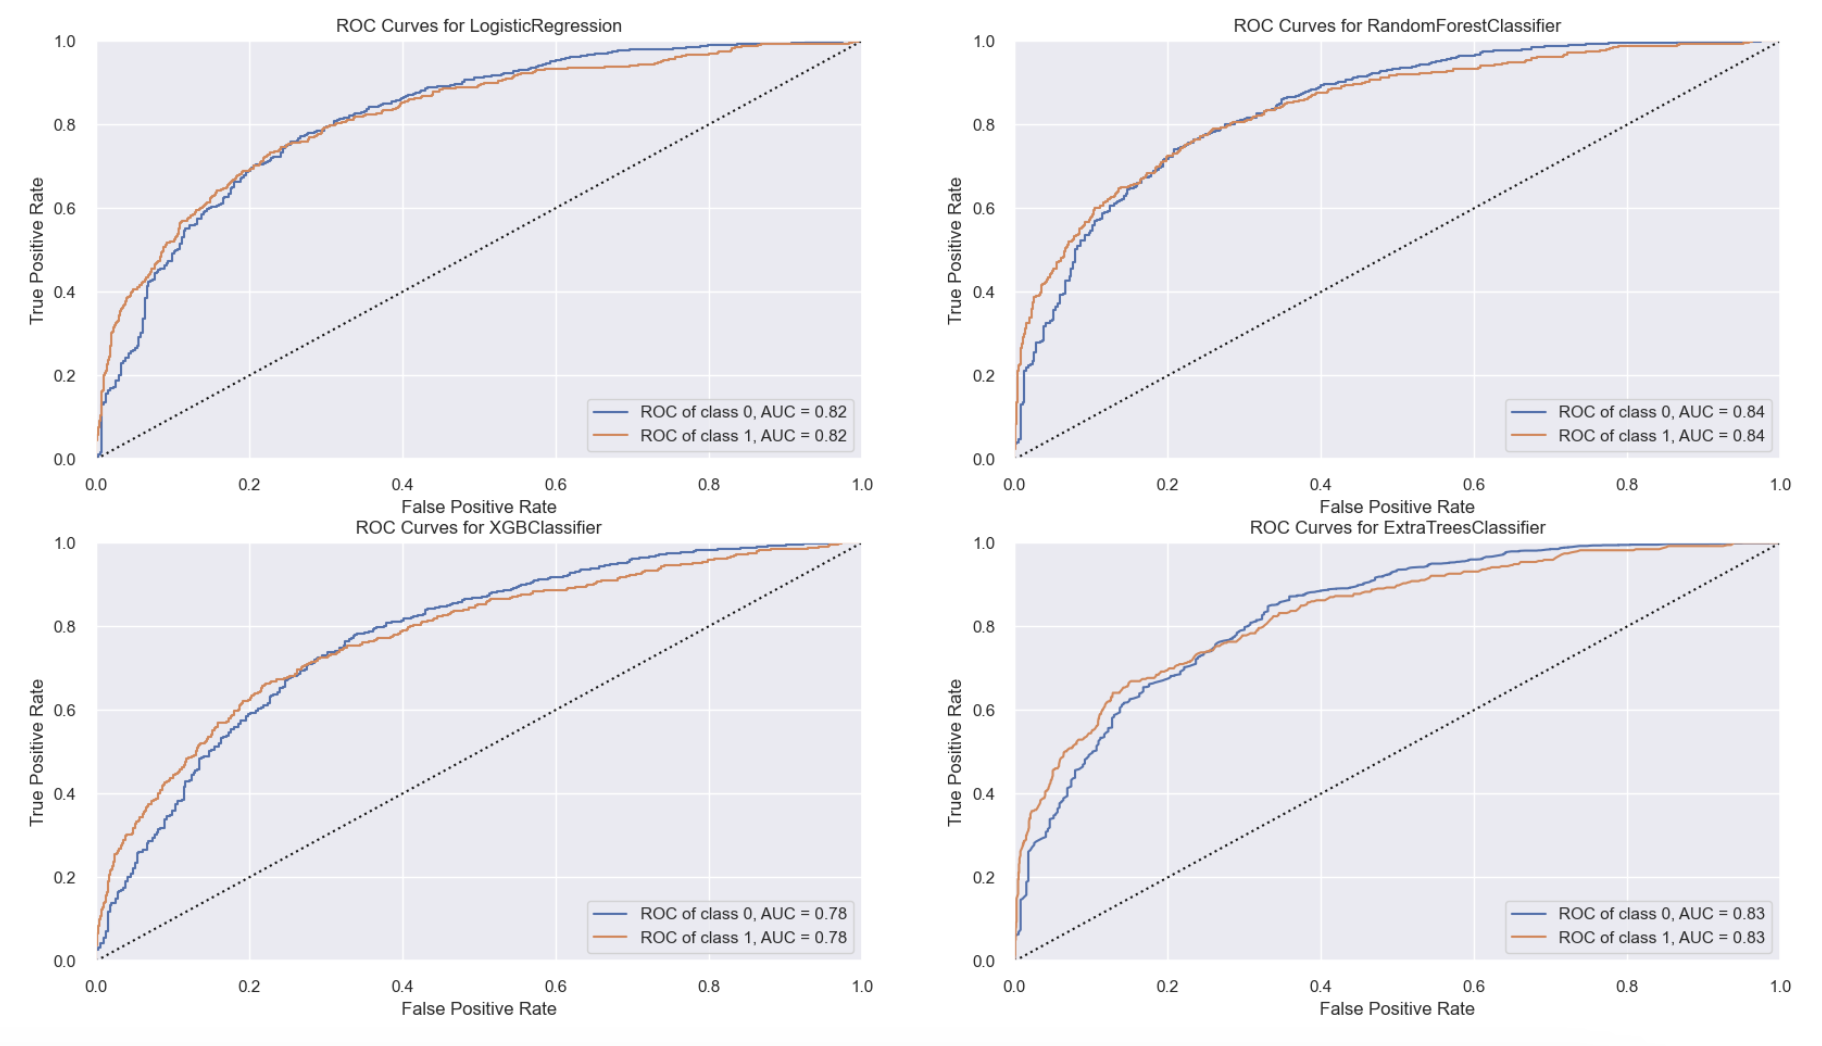 ROC Curves for LogisticRegression
True Positive Rate
1.0
0.8
0.6
0.4
0.2
0.0
ROC of class 0, AUC = 0.82
ROC of class 1, AUC = 0.82
0.0 0.2 0.4 0.6 0.8 1.0
False Positive Rate
ROC Curves for RandomForestClassifier
True Positive Rate
1.0
0.8
0.6
0.4
0.2
0.0
ROC of class 0, AUC = 0.84
ROC of class 1, AUC = 0.84
0.0 0.2 0.4 0.6 0.8 1.0
False Positive Rate
ROC Curves for XGBClassifier
True Positive Rate
1.0
0.8
0.6
0.4
0.2
0.0
ROC of class 0, AUC = 0.78
ROC of class 1, AUC = 0.78
0.0 0.2 0.4 0.6 0.8 1.0
False Positive Rate
ROC Curves for ExtraTreesClassifier
True Positive Rate
1.0
0.8
0.6
0.4
0.2
0.0
ROC of class 0, AUC = 0.83
ROC of class 1, AUC = 0.83
0.0 0.2 0.4 0.6 0.8 1.0
False Positive Rate